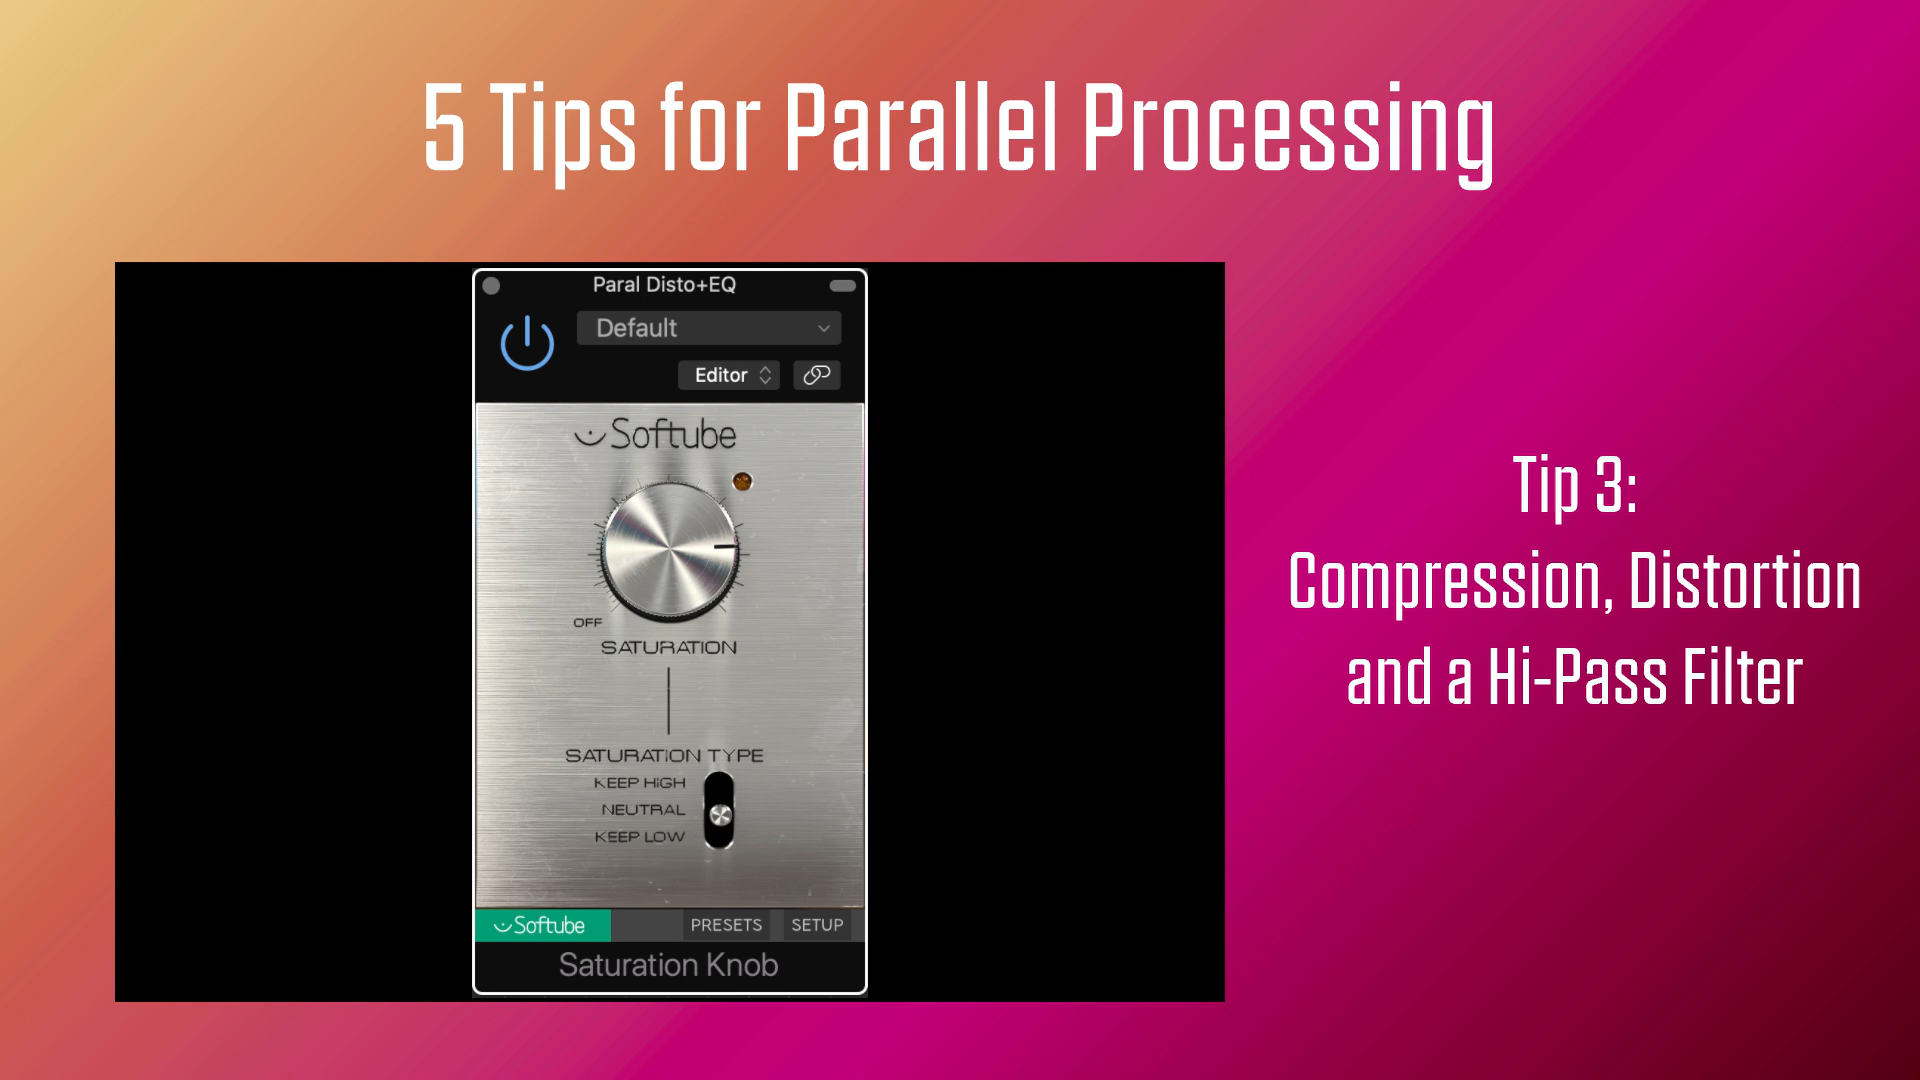 5 Tips for Parallel Processing
Paral Disto+EQ
Default
Editor
Softube
OFF
SATURATION
SATURATION TYPE
KEEP HIGH
NEUTRAL
KEEP LOW
Softube
PRESETS
SETUP
Saturation Knob
Tip 3:
Compression, Distortion
and a Hi-Pass Filter